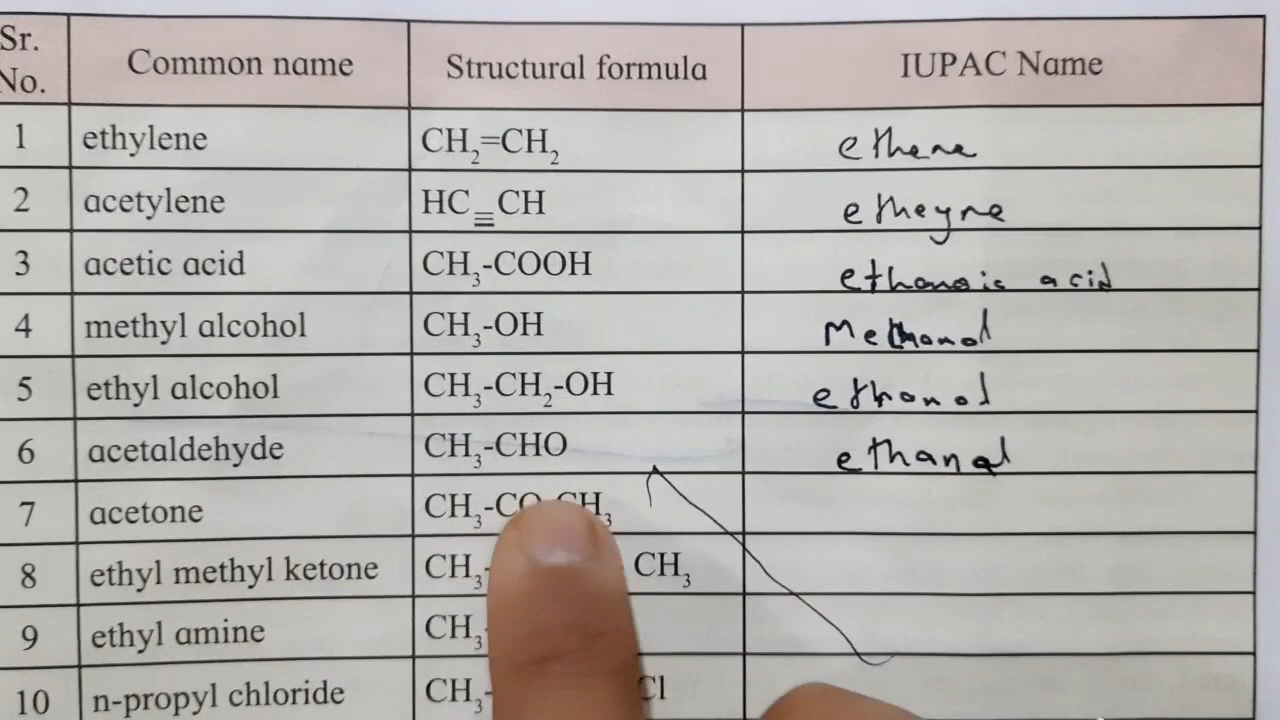 Sr. No. Common name Structural formula IUPAC Name
1 ethylene CH₂=CH₂ ethene
2 acetylene HC≡CH etheyne
3 acetic acid CH₃-COOH ethanoic acid
4 methyl alcohol CH₃-OH Methanol
5 ethyl alcohol CH₃-CH₂-OH ethanol
6 acetaldehyde CH₃-CHO ethanal
7 acetone CH₃-CO CH₃
8 ethyl methyl ketone CH₃- CH₃
9 ethyl amine CH₃-
10 n-propyl chloride CH₃- Cl